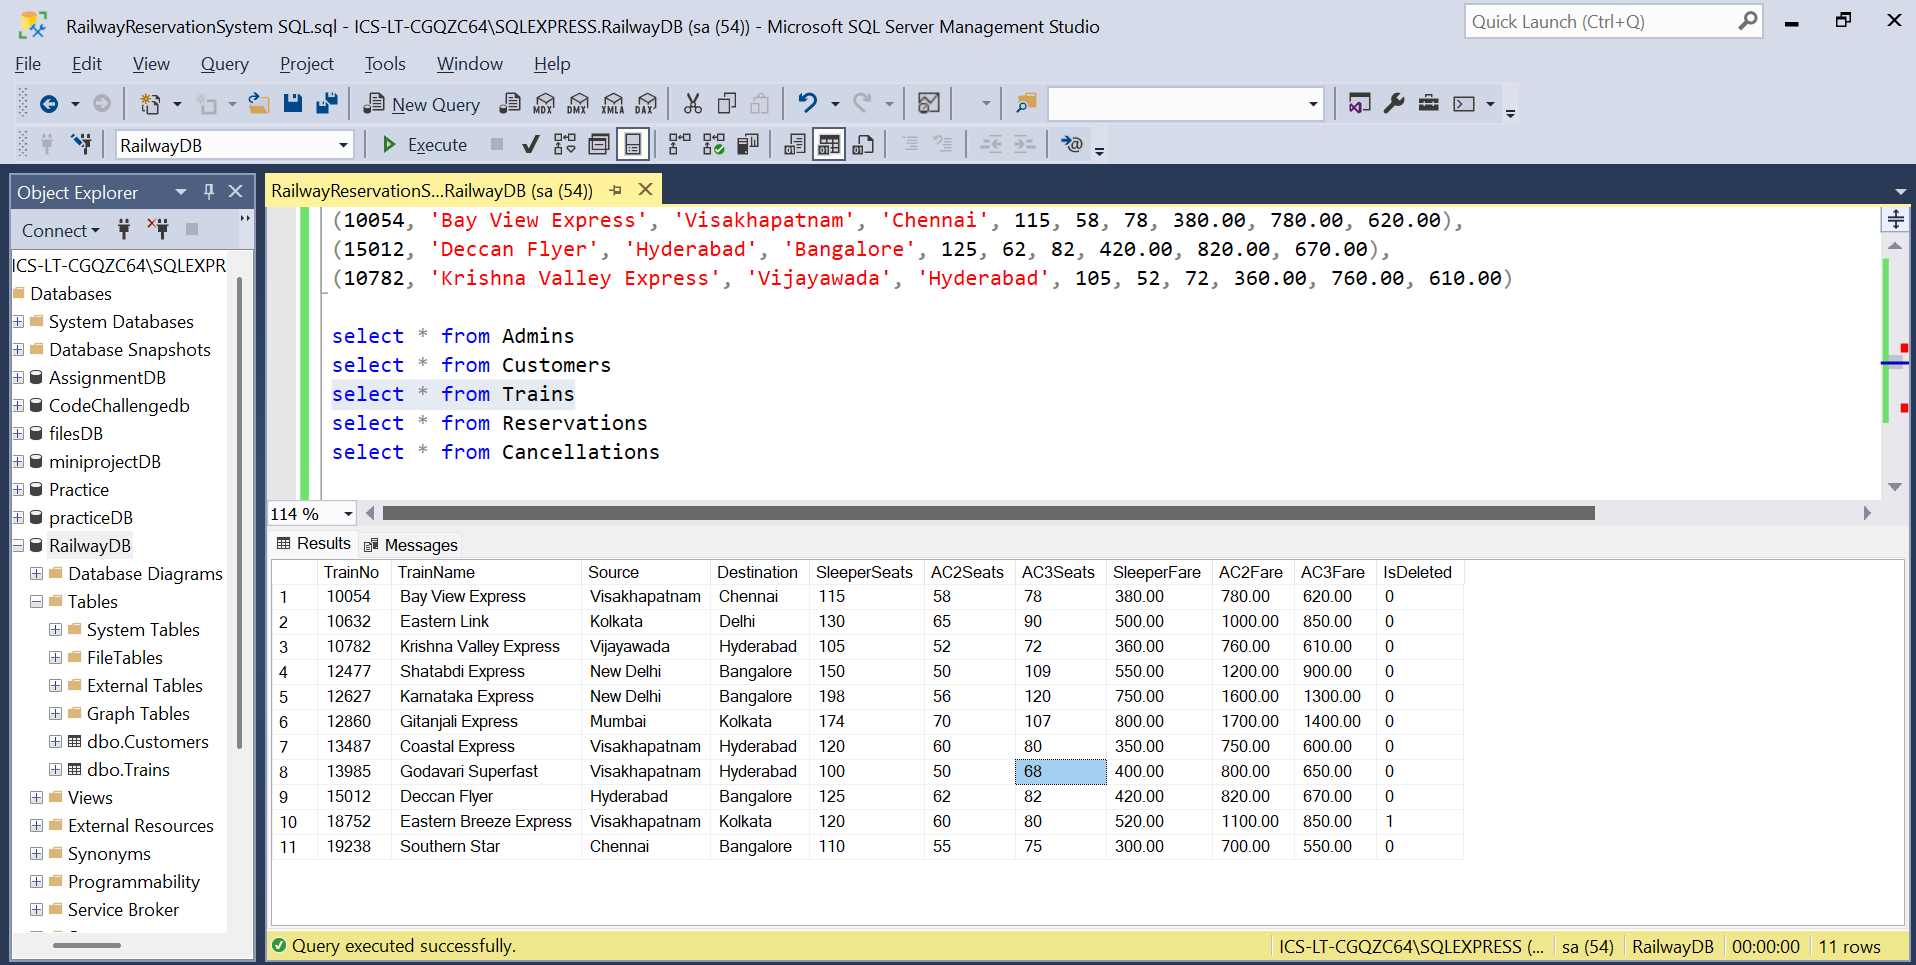 RailwayReservationSystem SQL.sql - ICS-LT-CGQZC64\SQLEXPRESS.RailwayDB (sa (54)) - Microsoft SQL Server Management Studio
Quick Launch (Ctrl+Q)
File Edit View Query Project Tools Window Help
New Query MDX DMX XMLA DAX
RailwayDB Execute
Object Explorer
Connect
ICS-LT-CGQZC64\SQLEXPR
Databases
System Databases
Database Snapshots
AssignmentDB
CodeChallengedb
filesDB
miniprojectDB
Practice
practiceDB
RailwayDB
Database Diagrams
Tables
System Tables
FileTables
External Tables
Graph Tables
dbo.Customers
dbo.Trains
Views
External Resources
Synonyms
Programmability
Service Broker
RailwayReservationS...RailwayDB (sa (54))
(10054, 'Bay View Express', 'Visakhapatnam', 'Chennai', 115, 58, 78, 380.00, 780.00, 620.00),
(15012, 'Deccan Flyer', 'Hyderabad', 'Bangalore', 125, 62, 82, 420.00, 820.00, 670.00),
(10782, 'Krishna Valley Express', 'Vijayawada', 'Hyderabad', 105, 52, 72, 360.00, 760.00, 610.00)
select * from Admins
select * from Customers
select * from Trains
select * from Reservations
select * from Cancellations
114 %
Results Messages
TrainNo TrainName Source Destination SleeperSeats AC2Seats AC3Seats SleeperFare AC2Fare AC3Fare IsDeleted
1 10054 Bay View Express Visakhapatnam Chennai 115 58 78 380.00 780.00 620.00 0
2 10632 Eastern Link Kolkata Delhi 130 65 90 500.00 1000.00 850.00 0
3 10782 Krishna Valley Express Vijayawada Hyderabad 105 52 72 360.00 760.00 610.00 0
4 12477 Shatabdi Express New Delhi Bangalore 150 50 109 550.00 1200.00 900.00 0
5 12627 Karnataka Express New Delhi Bangalore 198 56 120 750.00 1600.00 1300.00 0
6 12860 Gitanjali Express Mumbai Kolkata 174 70 107 800.00 1700.00 1400.00 0
7 13487 Coastal Express Visakhapatnam Hyderabad 120 60 80 350.00 750.00 600.00 0
8 13985 Godavari Superfast Visakhapatnam Hyderabad 100 50 68 400.00 800.00 650.00 0
9 15012 Deccan Flyer Hyderabad Bangalore 125 62 82 420.00 820.00 670.00 0
10 18752 Eastern Breeze Express Visakhapatnam Kolkata 120 60 80 520.00 1100.00 850.00 1
11 19238 Southern Star Chennai Bangalore 110 55 75 300.00 700.00 550.00 0
Query executed successfully. ICS-LT-CGQZC64\SQLEXPRESS (... sa (54) RailwayDB 00:00:00 11 rows